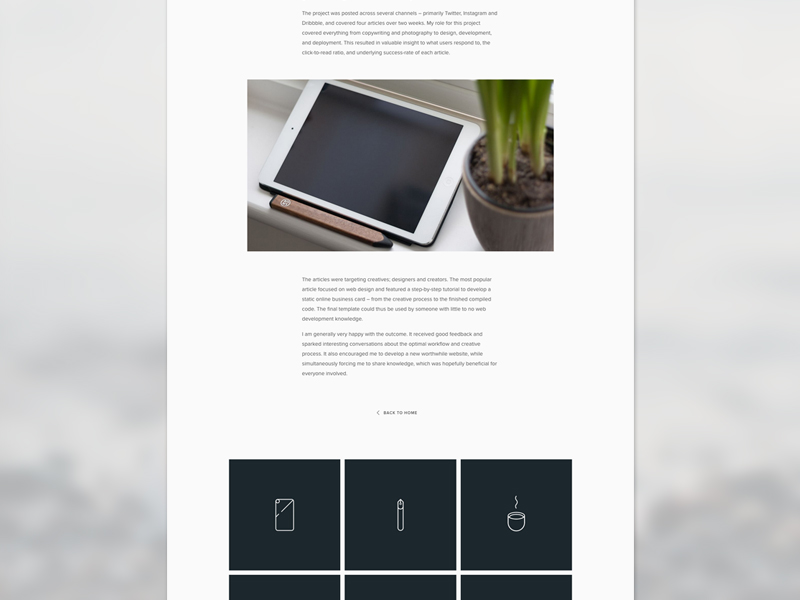 The project was posted across several channels – primarily Twitter, Instagram and
Dribbble, and covered four articles over two weeks. My role for this project
covered everything from copywriting and photography to design, development,
and deployment. This resulted in valuable insight to what users respond to, the
click-to-read ratio, and underlying success-rate of each article.
The articles were targeting creatives; designers and creators. The most popular
article focused on web design and featured a step-by-step tutorial to develop a
static online business card – from the creative process to the finished compiled
code. The final template could thus be used by someone with little to no web
development knowledge.
I am generally very happy with the outcome. It received good feedback and
sparked interesting conversations about the optimal workflow and creative
process. It also encouraged me to develop a new worthwhile website, while
simultaneously forcing me to share knowledge, which was hopefully beneficial for
everyone involved.
BACK TO HOME